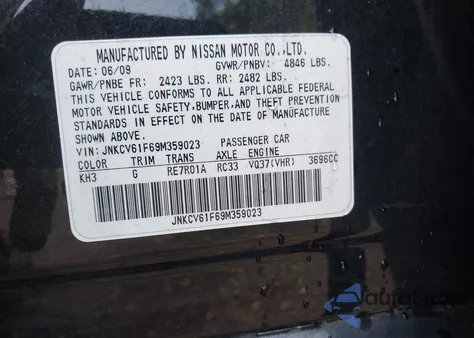 MANUFACTURED BY NISSAN MOTOR CO.,LTD.
DATE: 06/09 GVWR/PNBV: 4846 LBS.
GAWR/PNBE FR: 2423 LBS. RR: 2482 LBS.
THIS VEHICLE CONFORMS TO ALL APPLICABLE FEDERAL
MOTOR VEHICLE SAFETY, BUMPER, AND THEFT PREVENTION
STANDARDS IN EFFECT ON THE DATE OF MANUFACTURE
SHOWN ABOVE.
VIN: JNKCV61F69M359023 PASSENGER CAR
COLOR TRIM TRANS AXLE ENGINE
KH3 G RE7R01A RC33 VQ37(VHR) 3696CC
JNKCV61F69M359023